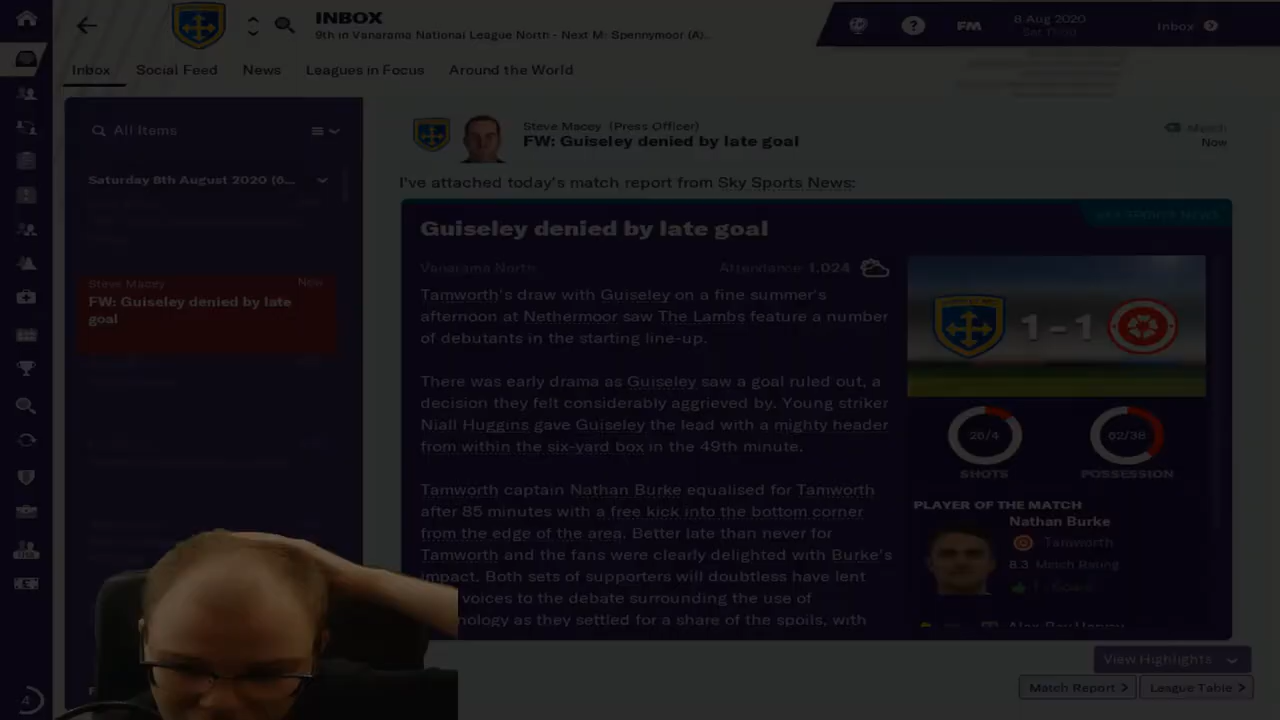 INBOX
9th in Vanarama National League North - Next M: Spennymoor (A)...
FM
8 Aug 2020
Inbox
Inbox
Social Feed
News
Leagues in Focus
Around the World
All Items
Saturday 8th August 2020 (6...
Steve Macey
Now
FW: Guiseley denied by late
goal
4
Steve Macey (Press Officer)
FW: Guiseley denied by late goal
Match
Now
I've attached today's match report from Sky Sports News:
SKY SPORTS NEWS
Guiseley denied by late goal
Vanarama North
Attendance 1,024
Tamworth's draw with Guiseley on a fine summer's
afternoon at Nethermoor saw The Lambs feature a number
of debutants in the starting line-up.
There was early drama as Guiseley saw a goal ruled out, a
decision they felt considerably aggrieved by. Young striker
Niall Huggins gave Guiseley the lead with a mighty header
from within the six-yard box in the 49th minute.
Tamworth captain Nathan Burke equalised for Tamworth
after 85 minutes with a free kick into the bottom corner
from the edge of the area. Better late than never for
Tamworth and the fans were clearly delighted with Burke's
impact. Both sets of supporters will doubtless have lent
voices to the debate surrounding the use of
as they settled for a share of the spoils, with
1-1
26/4
SHOTS
62/38
POSSESSION
PLAYER OF THE MATCH
Nathan Burke
Tamworth
8.3 Match Rating
1
View Highlights
Match Report
League Table